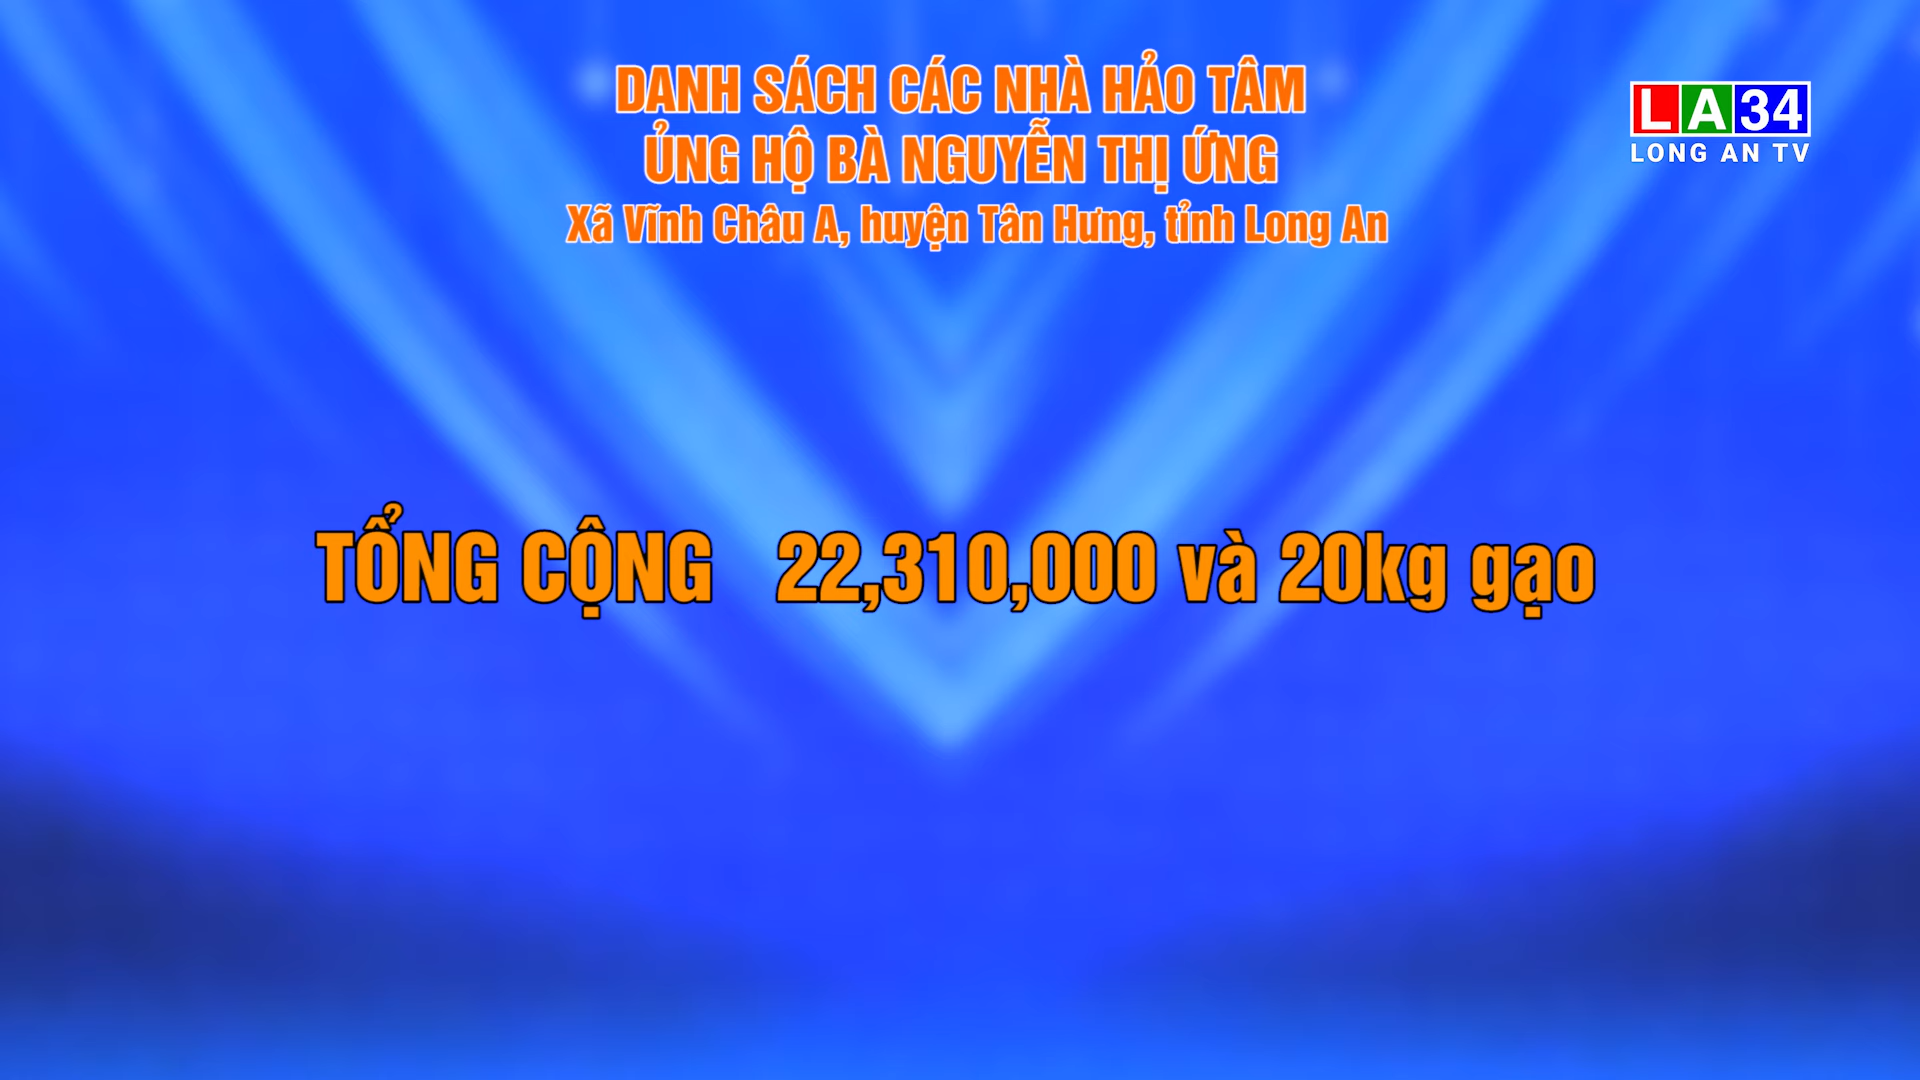 DANH SÁCH CÁC NHÀ HẢO TÂM
ỦNG HỘ BÀ NGUYỄN THỊ ỨNG
Xã Vĩnh Châu A, huyện Tân Hưng, tỉnh Long An
LA34
LONG AN TV
TỔNG CỘNG 22,310,000 và 20kg gạo